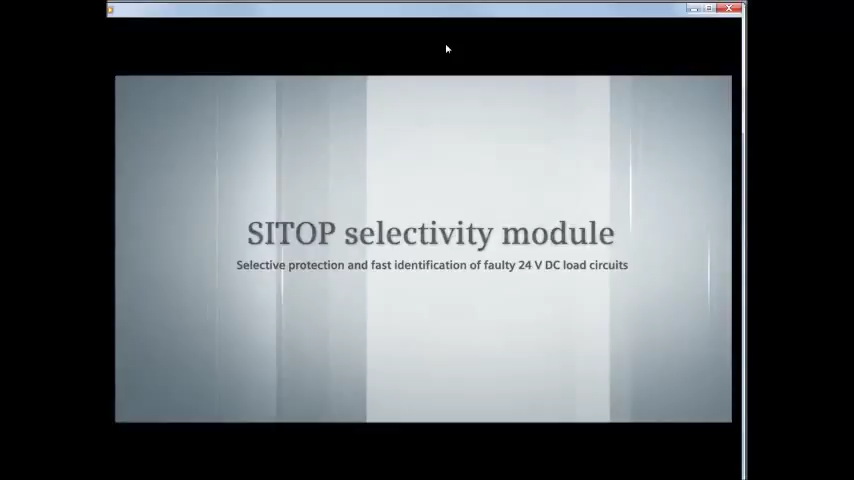 SITOP selectivity module
Selective protection and fast identification of faulty 24 V DC load circuits